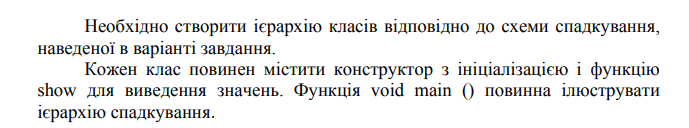 Необхідно створити ієрархію класів відповідно до схеми спадкування,
наведеної в варіанті завдання.
Кожен клас повинен містити конструктор з ініціалізацією і функцію
show для виведення значень. Функція void main () повинна ілюструвати
ієрархію спадкування.